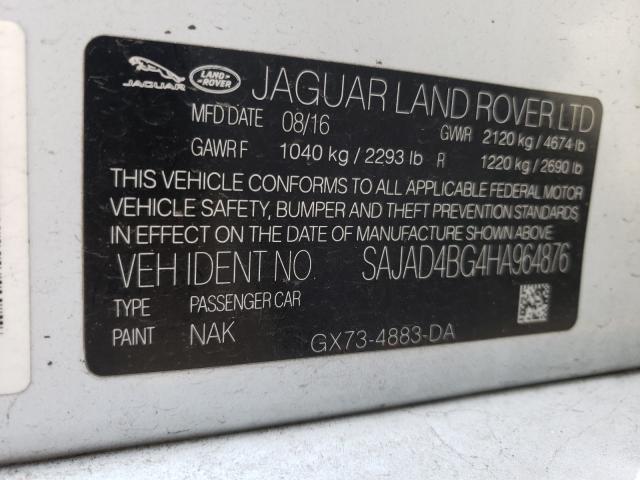 JAGUAR LAND-ROVER JAGUAR LAND ROVER LTD
MFD DATE 08/16 GVWR 2120 kg / 4674 lb
GAWR F 1040 kg / 2293 lb R 1220 kg / 2690 lb
THIS VEHICLE CONFORMS TO ALL APPLICABLE FEDERAL MOTOR
VEHICLE SAFETY, BUMPER AND THEFT PREVENTION STANDARDS
IN EFFECT ON THE DATE OF MANUFACTURE SHOWN ABOVE.
VEH IDENT NO. SAJAD4BG4HA964876
TYPE PASSENGER CAR
PAINT NAK GX73-4883-DA